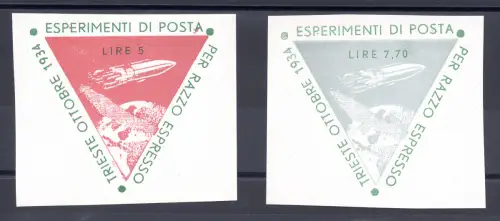 ESPERIMENTI DI POSTA
PER RAZZO ESPRESSO
TRIESTE OTTOBRE 1934
LIRE 5
ESPERIMENTI DI POSTA
PER RAZZO ESPRESSO
TRIESTE OTTOBRE 1934
LIRE 7,70